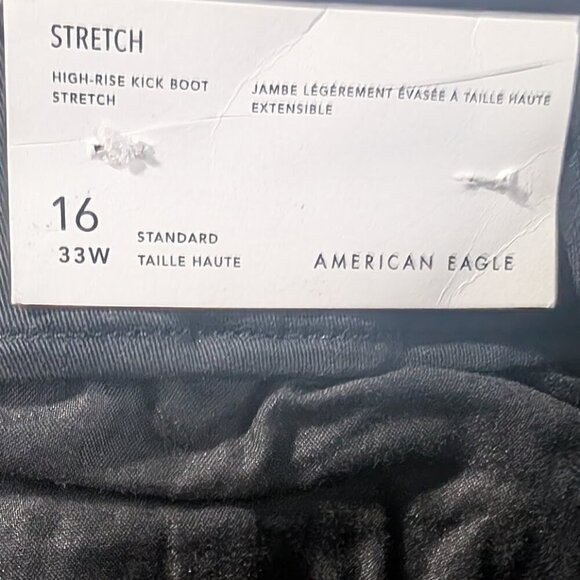 STRETCH
HIGH-RISE KICK BOOT
STRETCH
JAMBE LÉGÈREMENT ÉVASÉE À TAILLE HAUTE
EXTENSIBLE
16
33W
STANDARD
TAILLE HAUTE
AMERICAN EAGLE